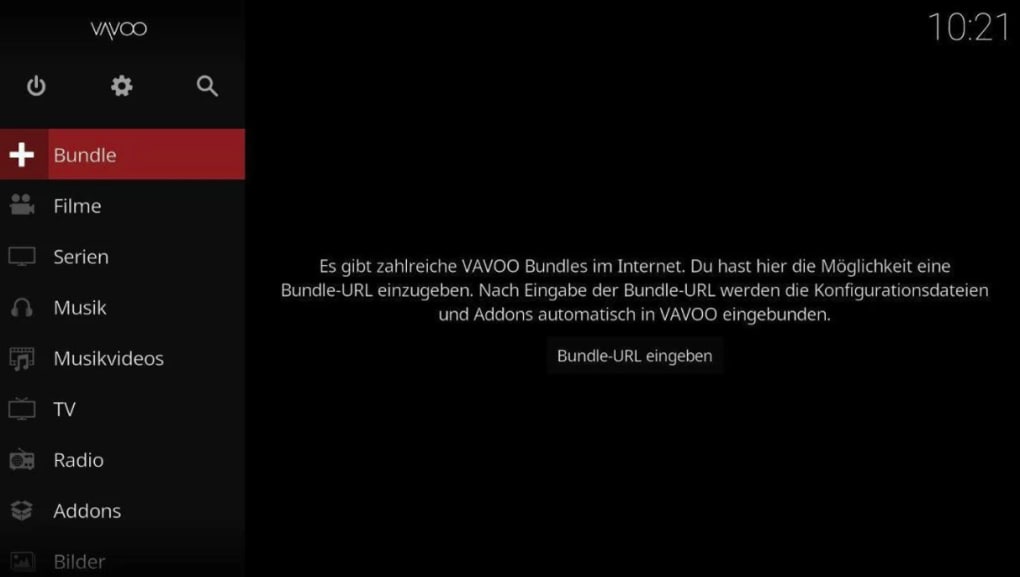 VAVOO
10:21
Bundle
Filme
Serien
Musik
Musikvideos
TV
Radio
Addons
Bilder
Es gibt zahlreiche VAVOO Bundles im Internet. Du hast hier die Möglichkeit eine
Bundle-URL einzugeben. Nach Eingabe der Bundle-URL werden die Konfigurationsdateien
und Addons automatisch in VAVOO eingebunden.
Bundle-URL eingeben